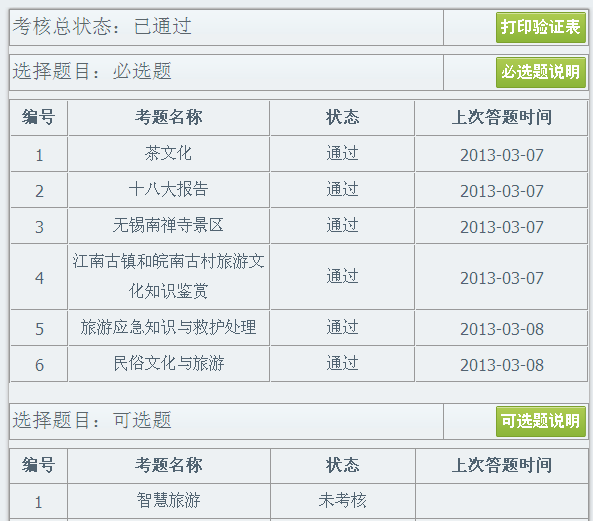 考核总状态：已通过 打印验证表
选择题目：必选题 必选题说明
编号 考题名称 状态 上次答题时间
1 茶文化 通过 2013-03-07
2 十八大报告 通过 2013-03-07
3 无锡南禅寺景区 通过 2013-03-07
4 江南古镇和皖南古村旅游文
化知识鉴赏 通过 2013-03-07
5 旅游应急知识与救护处理 通过 2013-03-08
6 民俗文化与旅游 通过 2013-03-08
选择题目：可选题 可选题说明
编号 考题名称 状态 上次答题时间
1 智慧旅游 未考核